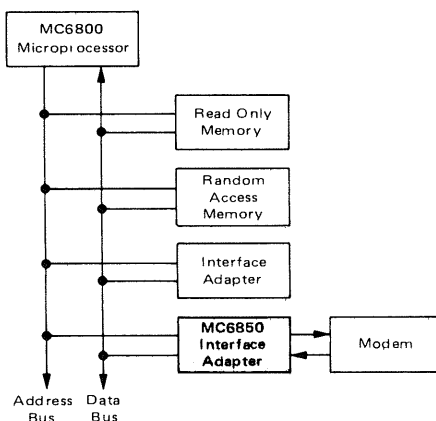 MC6800
Microprocessor
Read Only
Memory
Random
Access
Memory
Interface
Adapter
MC6850
Interface
Adapter
Modem
Address
Bus
Data
Bus